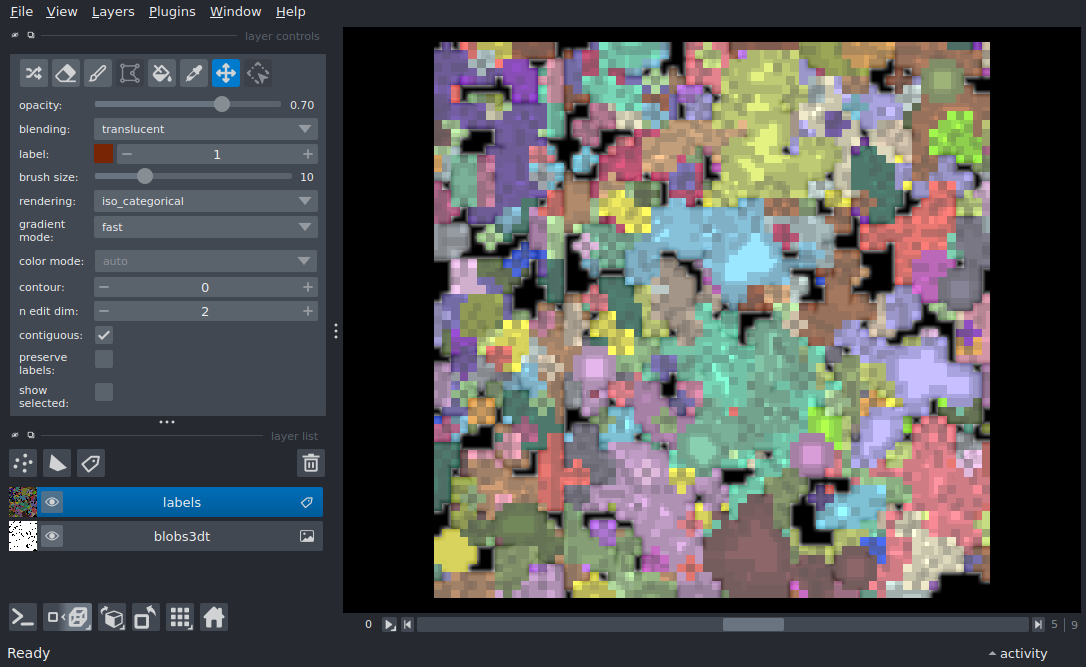 File View Layers Plugins Window Help
layer controls
opacity: 0.70
blending: translucent
label: 1
brush size: 10
rendering: iso_categorical
gradient
mode: fast
color mode: auto
contour: 0
n edit dim: 2
contiguous:
preserve
labels:
show
selected:
layer list
labels
blobs3dt
0 5 | 9
Ready activity